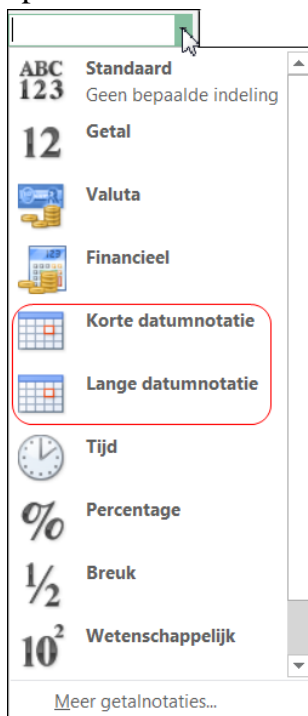 ABC
123
Standaard
Geen bepaalde indeling
12
Getal
Valuta
123
Financieel
Korte datumnotatie
Lange datumnotatie
Tijd
%
Percentage
1/2
Breuk
10²
Wetenschappelijk
Meer getalnotaties...